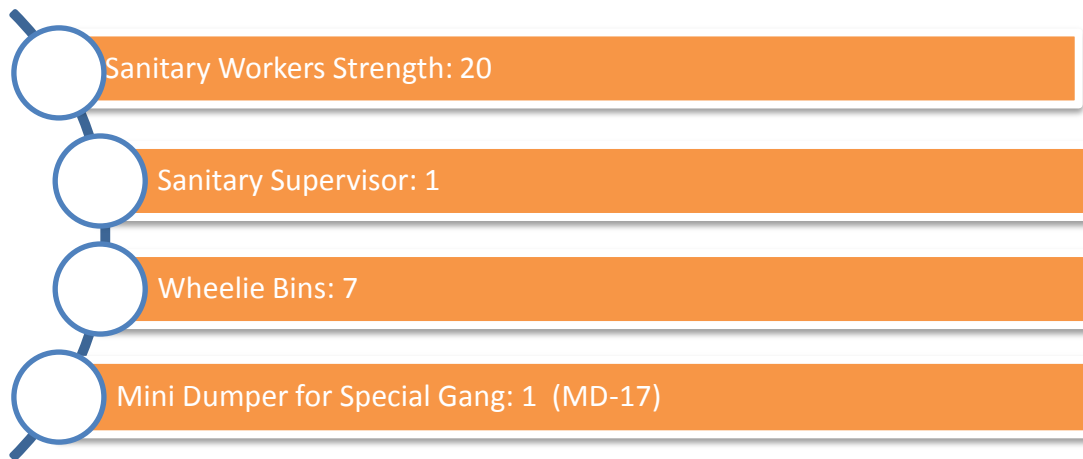 Sanitary Workers Strength: 20
Sanitary Supervisor: 1
Wheelie Bins: 7
Mini Dumper for Special Gang: 1 (MD-17)